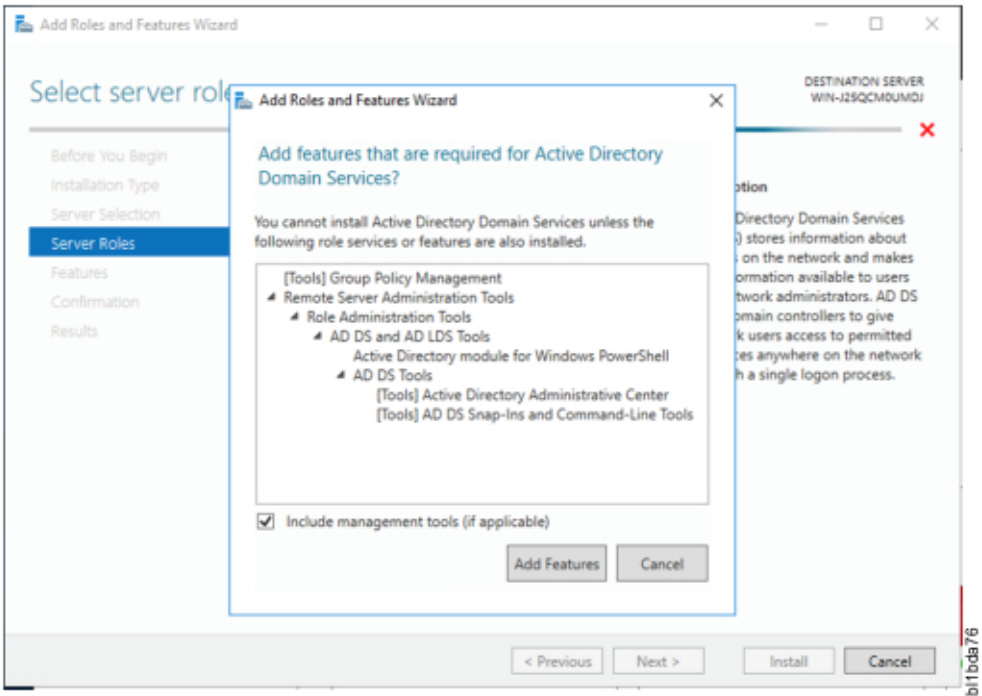 Add Roles and Features Wizard
Select server role
DESTINATION SERVER
WIN-J25QCM0UMDJ
Before You Begin
Installation Type
Server Selection
Server Roles
Features
Confirmation
Results
Add Roles and Features Wizard
Add features that are required for Active Directory
Domain Services?
You cannot install Active Directory Domain Services unless the
following role services or features are also installed.
[Tools] Group Policy Management
Remote Server Administration Tools
Role Administration Tools
AD DS and AD LDS Tools
Active Directory module for Windows PowerShell
AD DS Tools
[Tools] Active Directory Administrative Center
[Tools] AD DS Snap-Ins and Command-Line Tools
Include management tools (if applicable)
Add Features
Cancel
ption
Directory Domain Services
) stores information about
on the network and makes
ormation available to users
twork administrators. AD DS
omain controllers to give
k users access to permitted
ces anywhere on the network
h a single logon process.
< Previous
Next >
Install
Cancel
bl1bda76